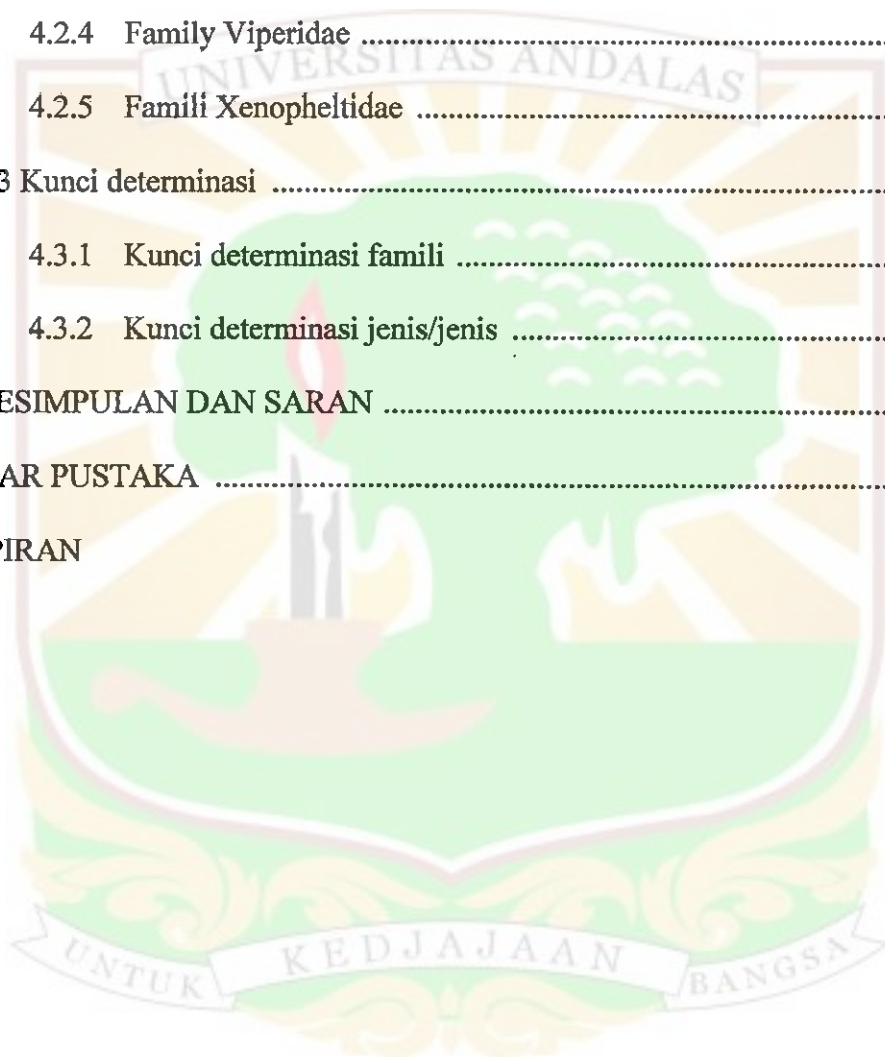 4.2.4 Family Viperidae ........................................................................
UNIVERSITAS ANDALAS
4.2.5 Famili Xenopheltidae ................................................................
3 Kunci determinasi ........................................................................
4.3.1 Kunci determinasi famili ..........................................................
4.3.2 Kunci determinasi jenis/jenis ..................................................
ESIMPULAN DAN SARAN ........................................................
AR PUSTAKA ................................................................................
PIRAN
UNTUK KEDJAJAAN BANGSA